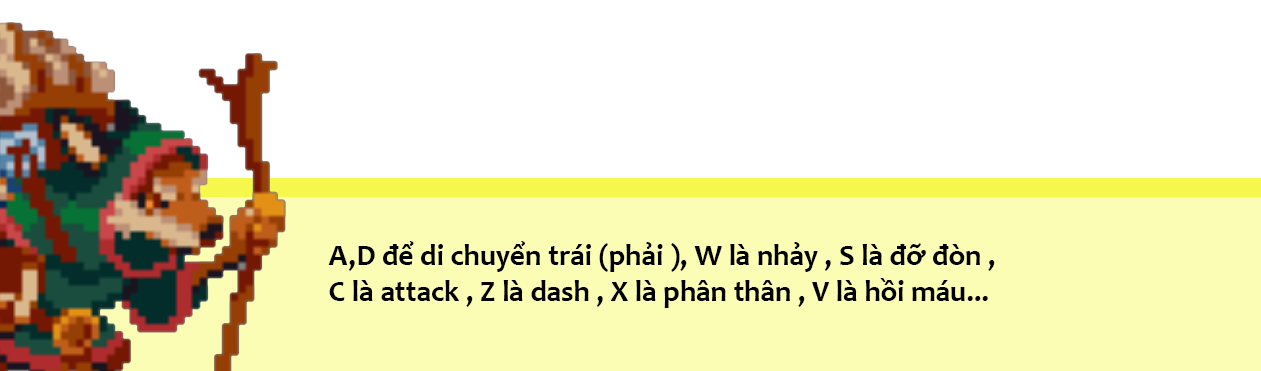 A,D để di chuyển trái (phải ), W là nhảy , S là đỡ đòn ,
C là attack , Z là dash , X là phân thân , V là hồi máu...